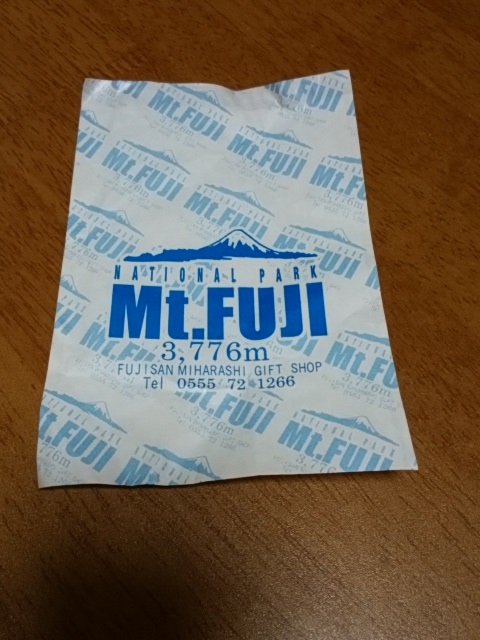 NATIONAL PARK
Mt.FUJI
3,776m
FUJISAN MIHARASHI GIFT SHOP
Tel 0555 72 1266